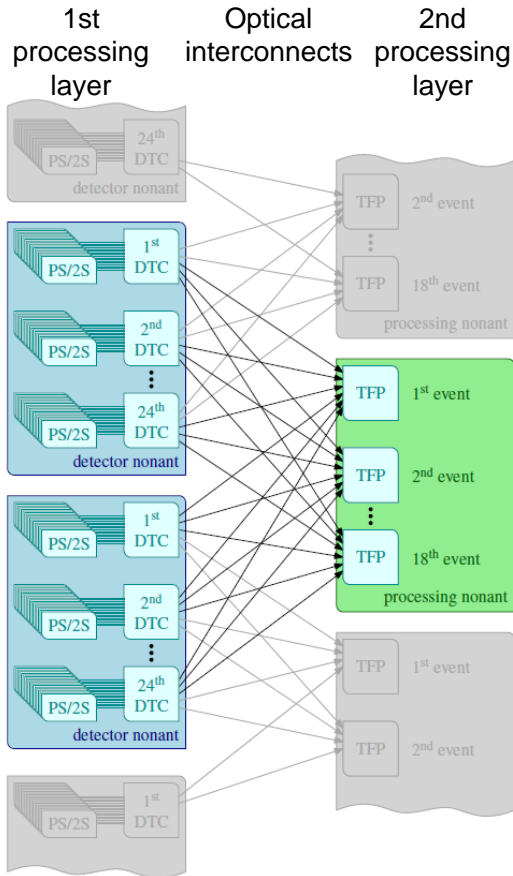 1st
processing
layer
Optical
interconnects
2nd
processing
layer
PS/2S
24th
DTC
detector nonant
PS/2S
1st
DTC
PS/2S
2nd
DTC
PS/2S
24th
DTC
detector nonant
PS/2S
1st
DTC
PS/2S
2nd
DTC
PS/2S
24th
DTC
detector nonant
PS/2S
1st
DTC
TFP
2nd event
TFP
18th event
processing nonant
TFP
1st event
TFP
2nd event
TFP
18th event
processing nonant
TFP
1st event
TFP
2nd event